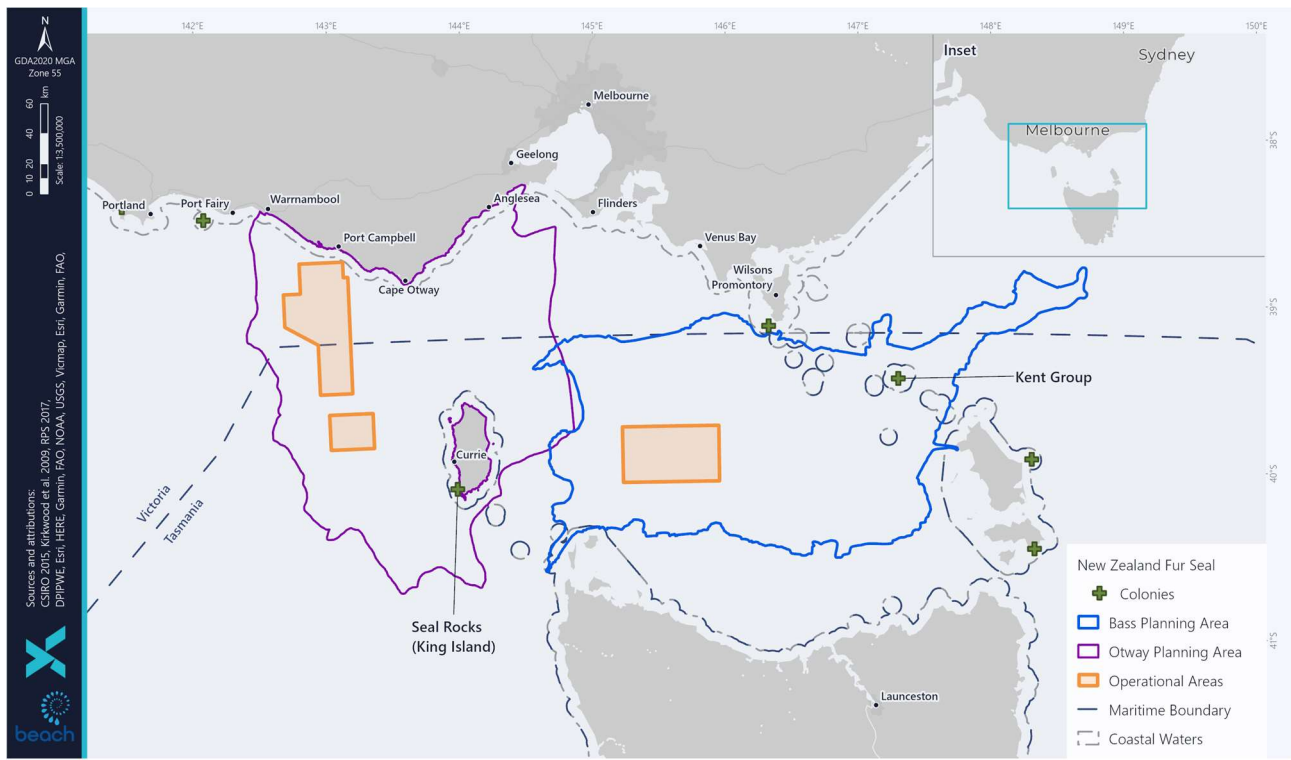 142°E
143°E
144°E
145°E
146°E
147°E
148°E
149°E
150°E
N
GDA2020 MGA
Zone 55
0 10 20 40 60 km
Scale: 1:3,500,000
Sources and attributions:
CSIRO 2015, Kirkwood et al. 2009, RPS 2017,
DPIPWE, Esri, HERE, Garmin, FAO, NOAA, USGS, Vicmap, Esri, Garmin, FAO,
beach
Inset
Sydney
Melbourne
38°S
39°S
40°S
41°S
Melbourne
Geelong
Portland
Port Fairy
Warrnambool
Anglesea
Flinders
Port Campbell
Venus Bay
Cape Otway
Wilsons
Promontory
Kent Group
Currie
Victoria
Tasmania
Seal Rocks
(King Island)
Launceston
New Zealand Fur Seal
Colonies
Bass Planning Area
Otway Planning Area
Operational Areas
Maritime Boundary
Coastal Waters